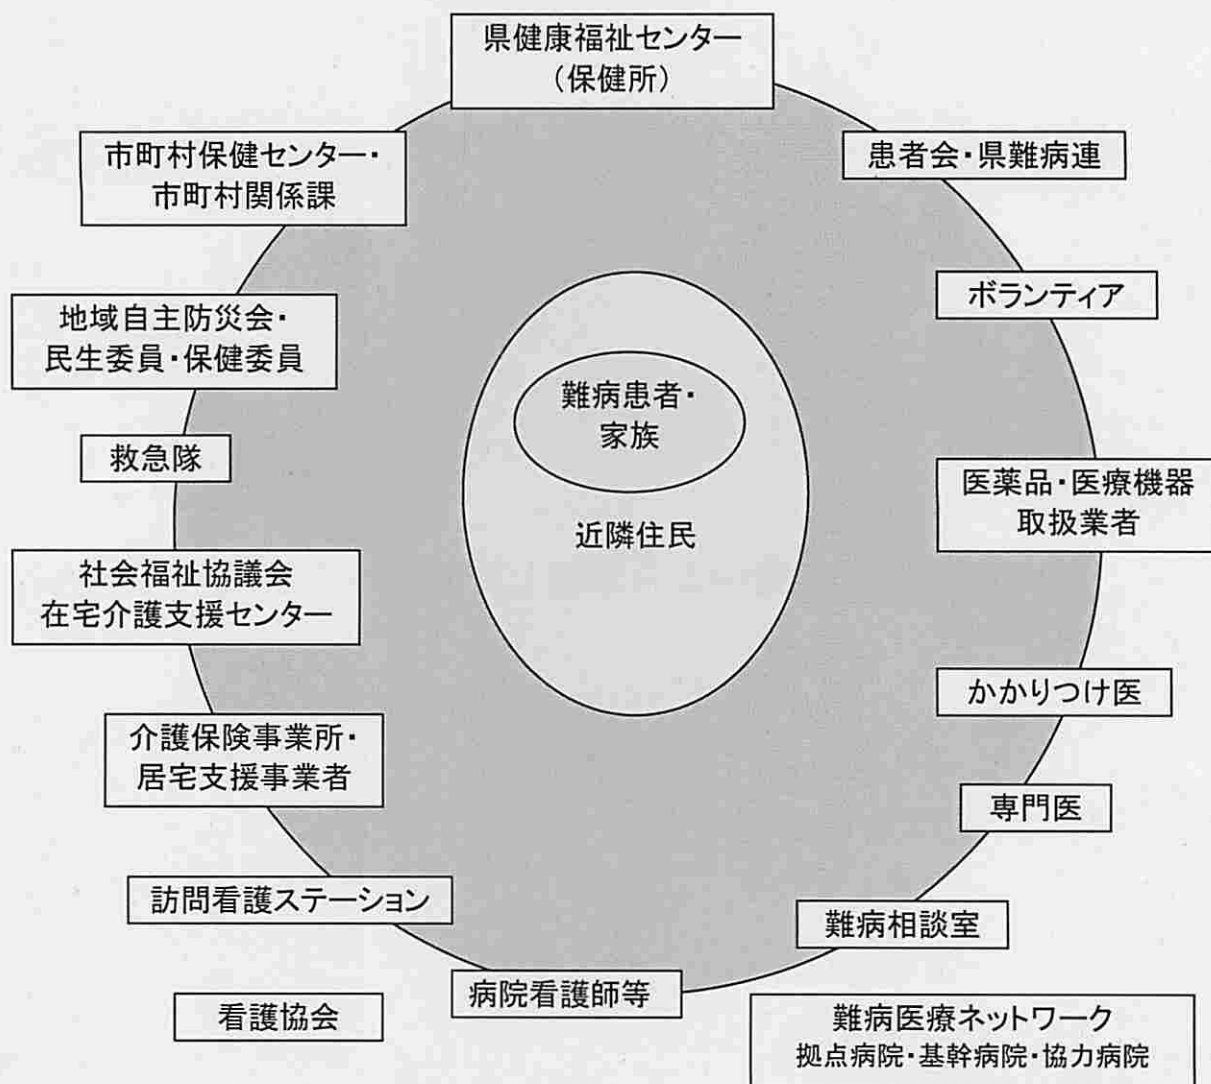 県健康福祉センター
（保健所）
市町村保健センター・
市町村関係課
患者会・県難病連
地域自主防災会・
民生委員・保健委員
ボランティア
難病患者・
家族
救急隊
近隣住民
医薬品・医療機器
取扱業者
社会福祉協議会
在宅介護支援センター
かかりつけ医
介護保険事業所・
居宅支援事業者
専門医
訪問看護ステーション
難病相談室
病院看護師等
看護協会
難病医療ネットワーク
拠点病院・基幹病院・協力病院